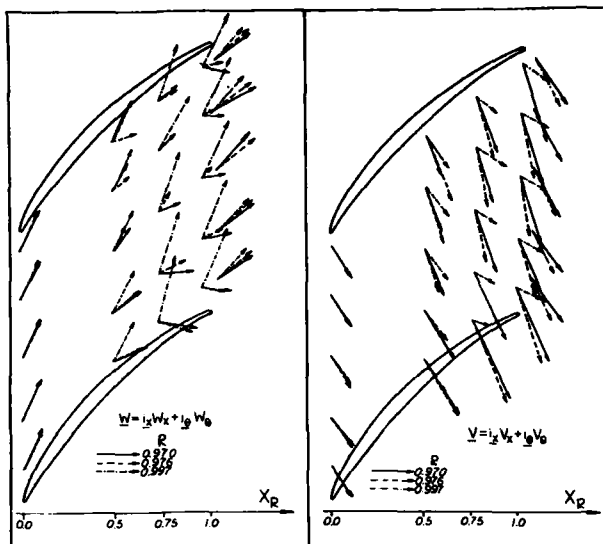 W = i_x W_x + i_θ W_θ
R
0.970
0.976
0.997
X_R
0.0 0.5 0.75 1.0
V = i_x V_x + i_θ V_θ
R
0.970
0.976
0.997
X_R
0.0 0.5 0.75 1.0